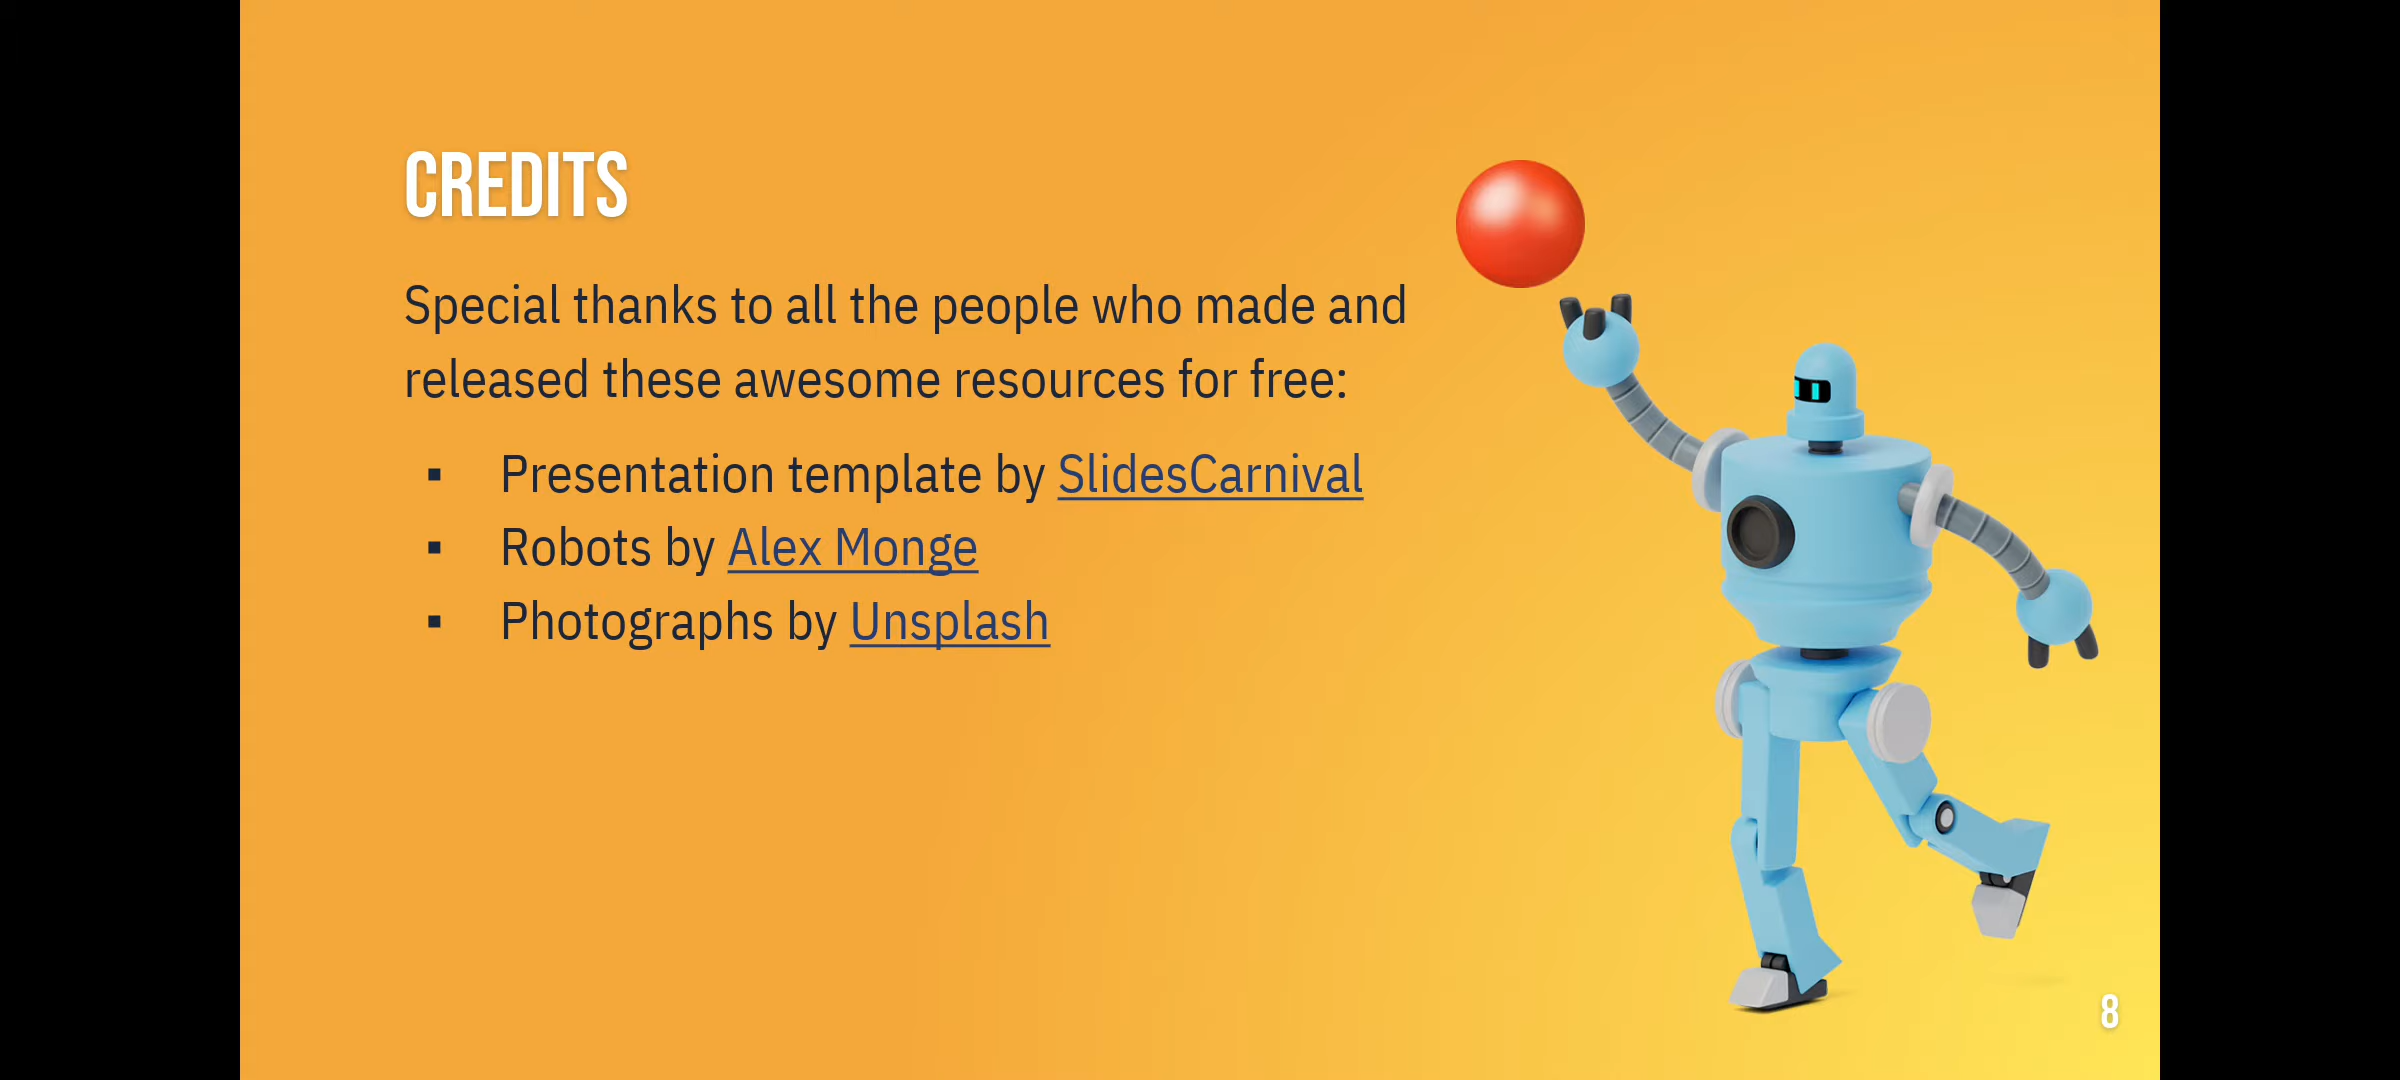 CREDITS
Special thanks to all the people who made and
released these awesome resources for free:
▪ Presentation template by SlidesCarnival
▪ Robots by Alex Monge
▪ Photographs by Unsplash
8